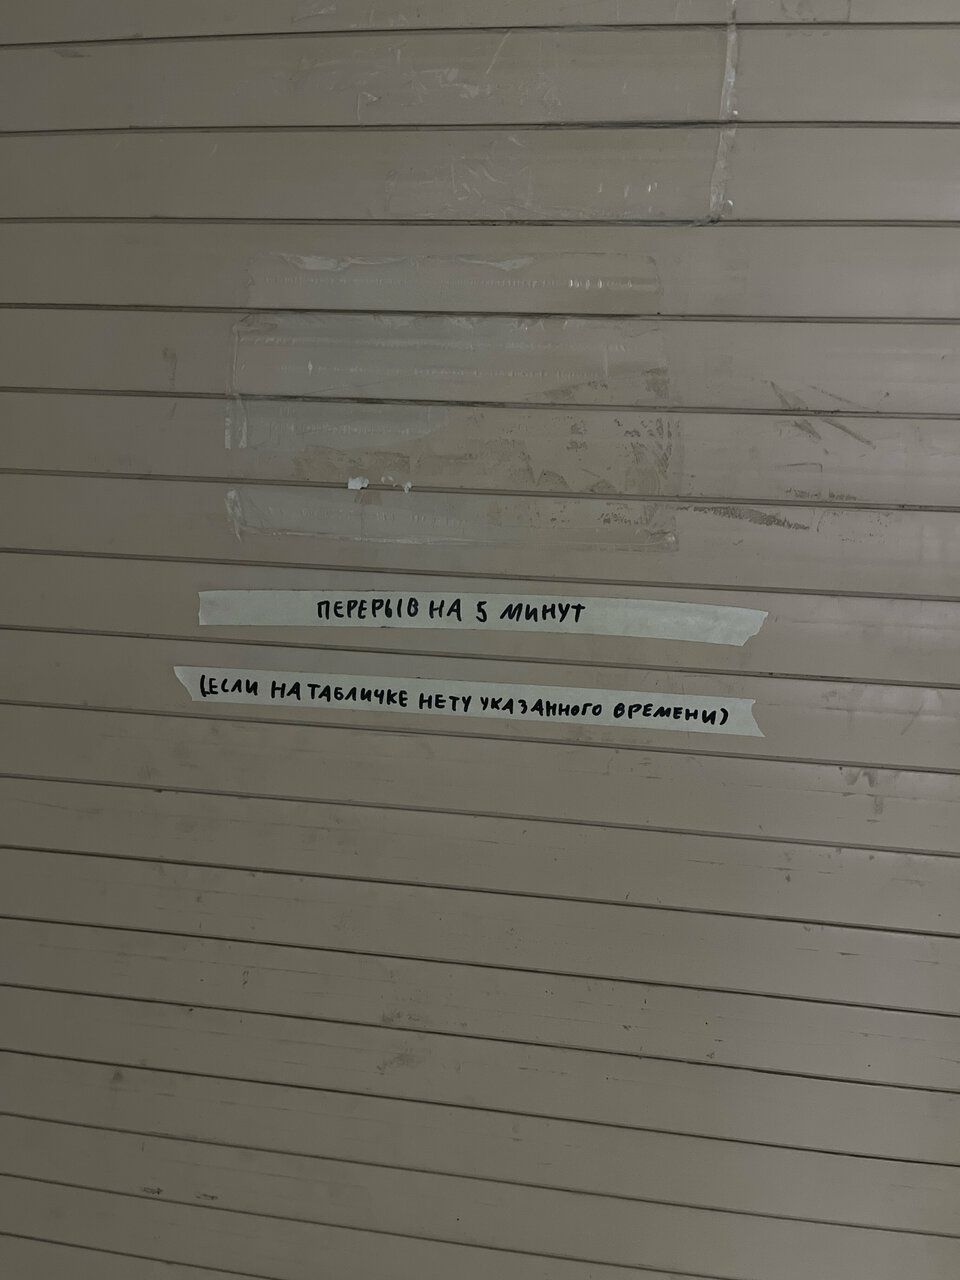 ПЕРЕРЫВ НА 5 МИНУТ
(ЕСЛИ НА ТАБЛИЧКЕ НЕТУ УКАЗАННОГО ВРЕМЕНИ)